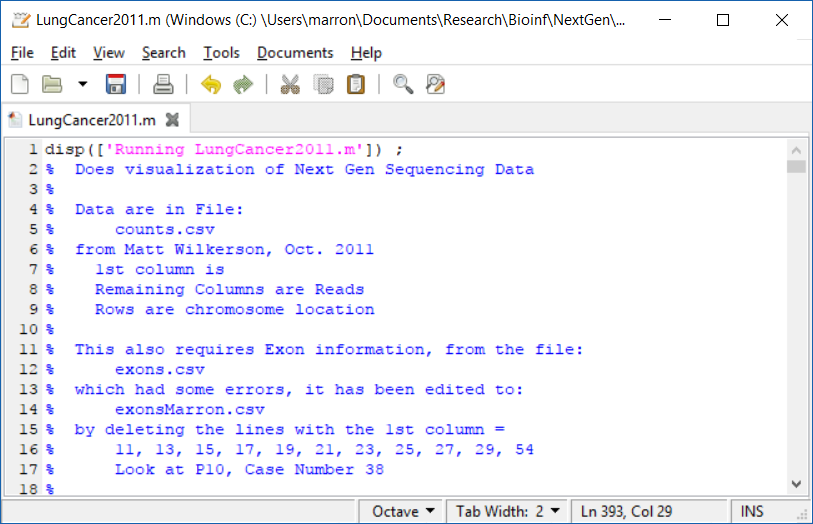 LungCancer2011.m (Windows (C:) \Users\marron\Documents\Research\Bioinf\NextGen\...
File Edit View Search Tools Documents Help
LungCancer2011.m
1 disp(['Running LungCancer2011.m']) ;
2 %  Does visualization of Next Gen Sequencing Data
3 %
4 %  Data are in File:
5 %      counts.csv
6 %  from Matt Wilkerson, Oct. 2011
7 %    1st column is
8 %    Remaining Columns are Reads
9 %    Rows are chromosome location
10 %
11 %  This also requires Exon information, from the file:
12 %      exons.csv
13 %  which had some errors, it has been edited to:
14 %      exonsMarron.csv
15 %  by deleting the lines with the 1st column =
16 %      11, 13, 15, 17, 19, 21, 23, 25, 27, 29, 54
17 %      Look at P10, Case Number 38
18 %
Octave Tab Width: 2 Ln 393, Col 29 INS